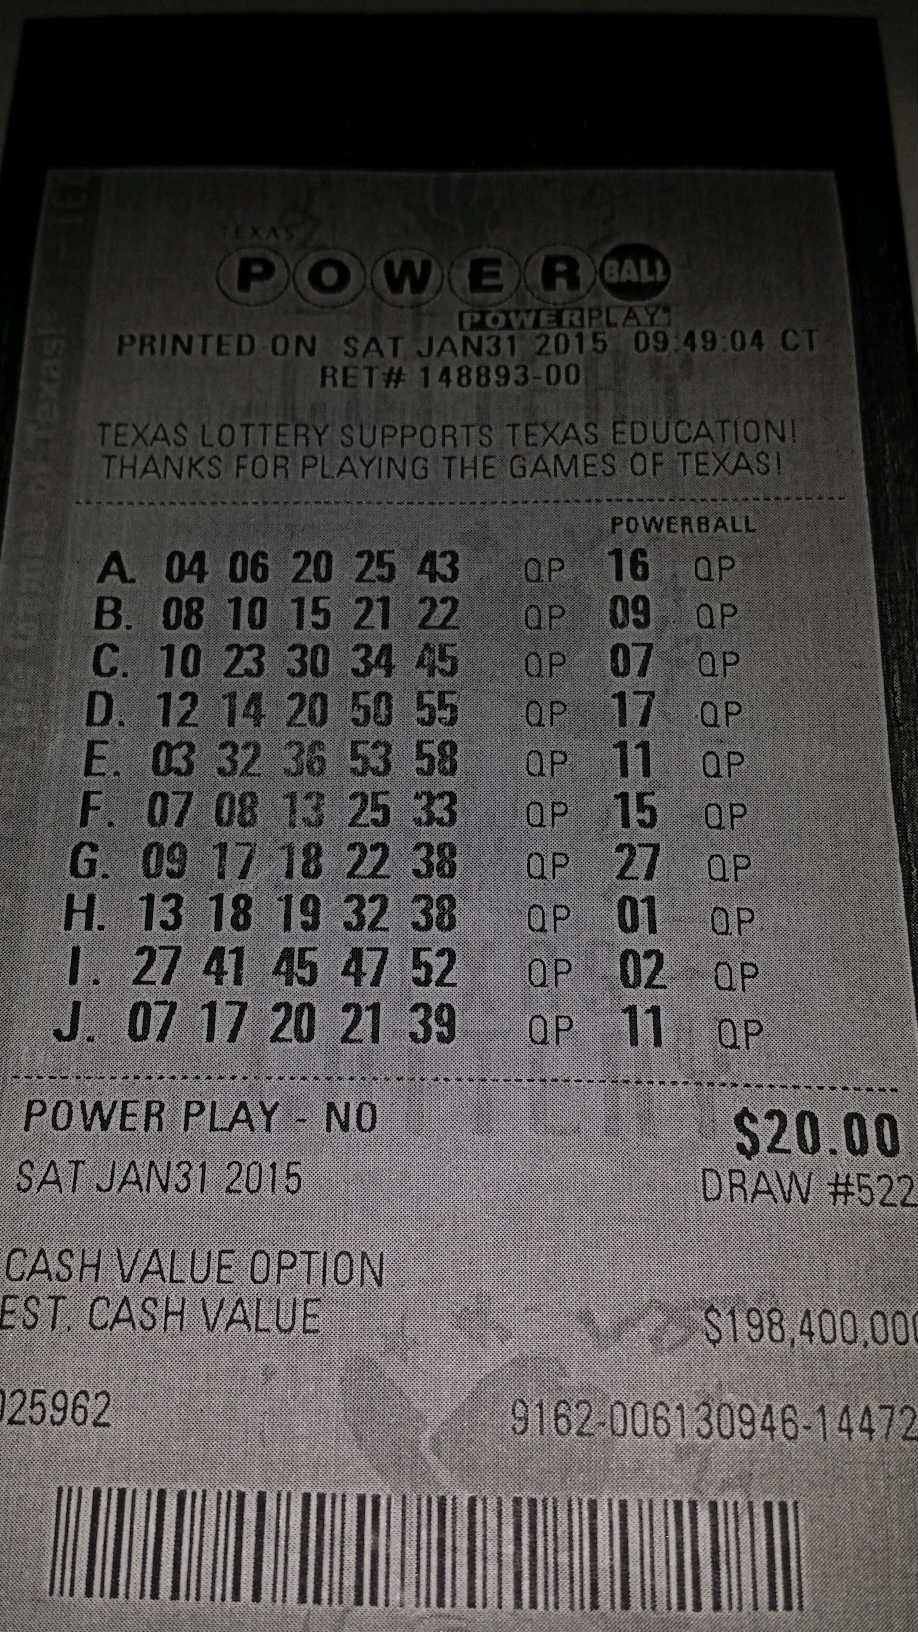 TEXAS
POWERBALL
POWERPLAY
PRINTED ON SAT JAN31 2015 09:49:04 CT
RET# 148893-00
TEXAS LOTTERY SUPPORTS TEXAS EDUCATION!
THANKS FOR PLAYING THE GAMES OF TEXAS!
POWERBALL
A. 04 06 20 25 43 QP 16 QP
B. 08 10 15 21 22 QP 09 QP
C. 10 23 30 34 45 QP 07 QP
D. 12 14 20 50 55 QP 17 QP
E. 03 32 36 53 58 QP 11 QP
F. 07 08 13 25 33 QP 15 QP
G. 09 17 18 22 38 QP 27 QP
H. 13 18 19 32 38 QP 01 QP
I. 27 41 45 47 52 QP 02 QP
J. 07 17 20 21 39 QP 11 QP
POWER PLAY - NO $20.00
SAT JAN31 2015 DRAW #522
CASH VALUE OPTION
EST. CASH VALUE $198,400,000
25962 9162-006130946-14472